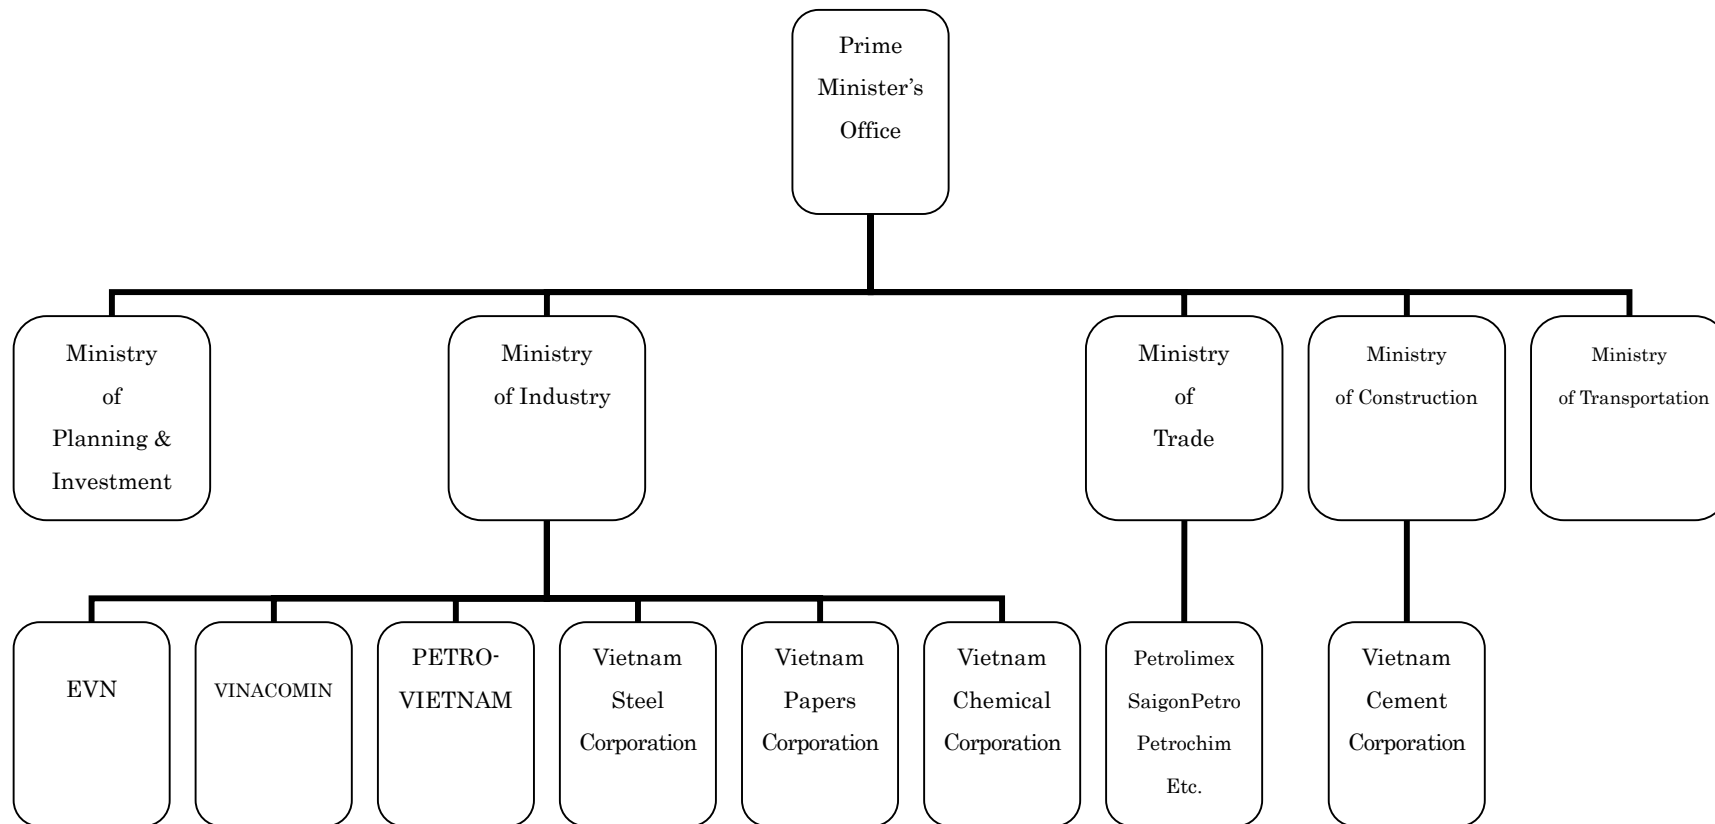 Prime
Minister’s
Office
Ministry
of
Planning &
Investment
Ministry
of Industry
Ministry
of
Trade
Ministry
of Construction
Ministry
of Transportation
EVN
VINACOMIN
PETRO-
VIETNAM
Vietnam
Steel
Corporation
Vietnam
Papers
Corporation
Vietnam
Chemical
Corporation
Petrolimex
SaigonPetro
Petrochim
Etc.
Vietnam
Cement
Corporation